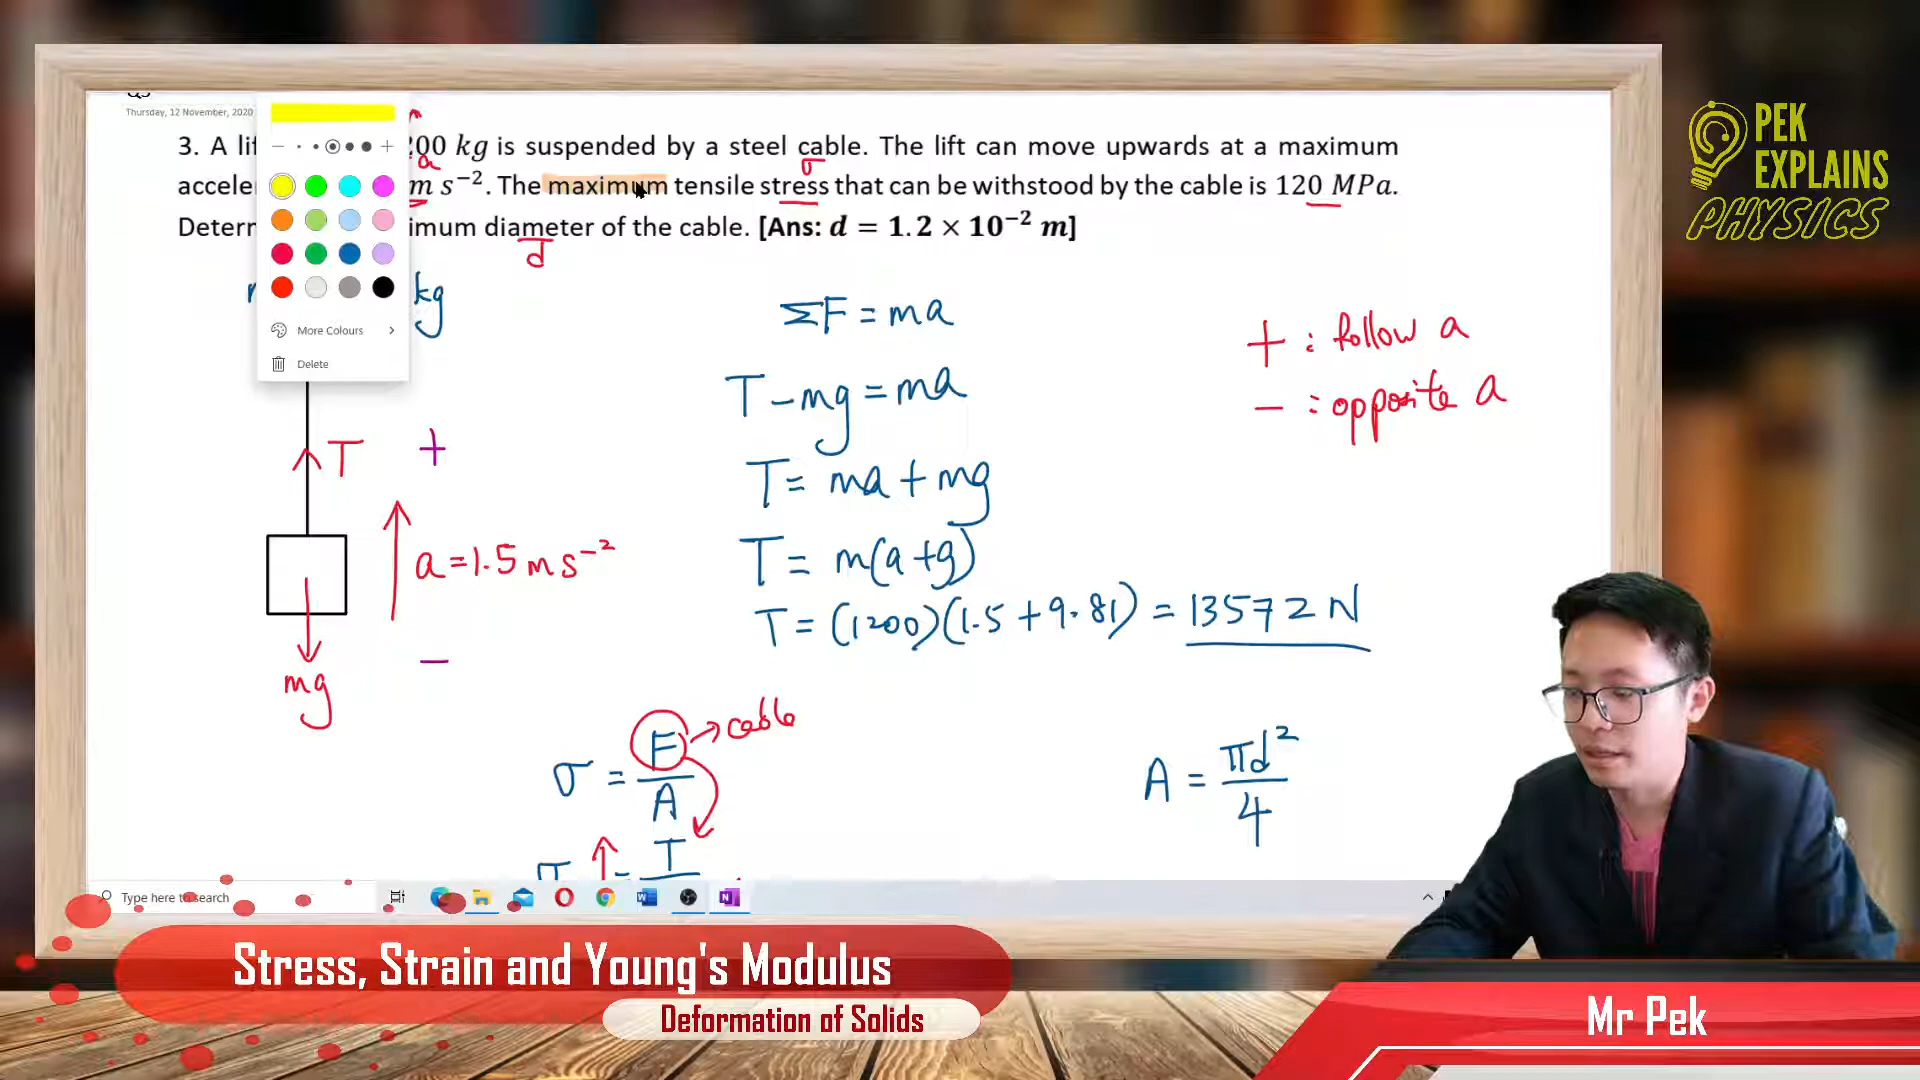 Thursday, 12 November, 2020
3. A li 200 kg is suspended by a steel cable. The lift can move upwards at a maximum
a
σ
acceler m s⁻². The maximum tensile stress that can be withstood by the cable is 120 MPa.
Determ imum diameter of the cable. [Ans: d = 1.2 × 10⁻² m]
d
More Colours
Delete
kg
ΣF = ma
T - mg = ma
T = ma + mg
T = m(a + g)
T = (1200)(1.5 + 9.81) = 13572 N
+ : follow a
- : opposite a
T
+
a = 1.5 m s⁻²
-
mg
σ = F/A
→ cable
A = πd²/4
σ = T
Type here to search
PEK
EXPLAINS
PHYSICS
Stress, Strain and Young's Modulus
Deformation of Solids
Mr Pek